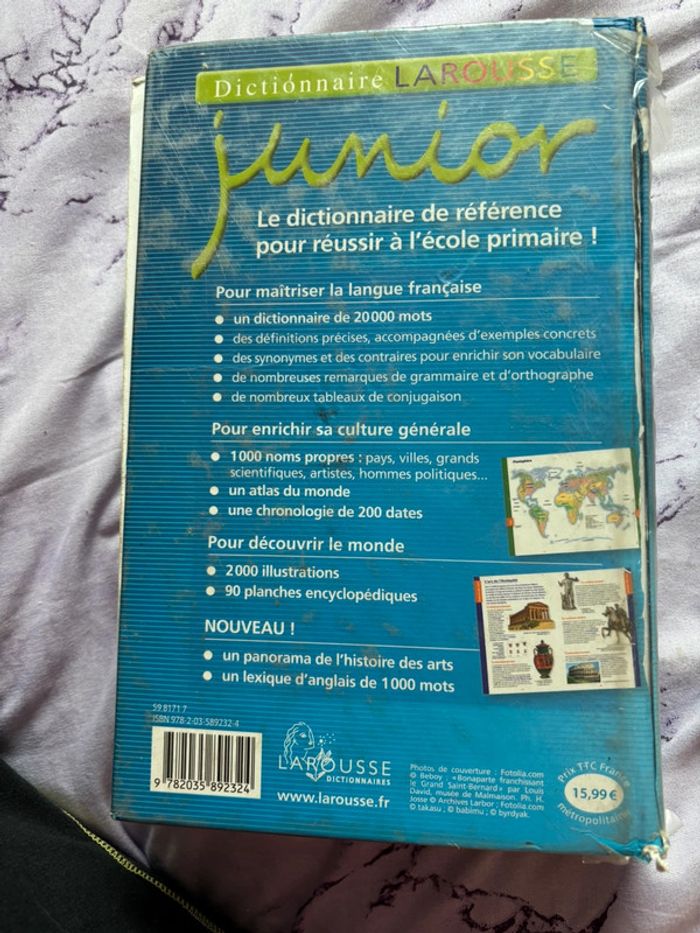 Dictionnaire LAROUSSE
junior
Le dictionnaire de référence
pour réussir à l'école primaire !
Pour maîtriser la langue française
• un dictionnaire de 20 000 mots
• des définitions précises, accompagnées d'exemples concrets
• des synonymes et des contraires pour enrichir son vocabulaire
• de nombreuses remarques de grammaire et d'orthographe
• de nombreux tableaux de conjugaison
Pour enrichir sa culture générale
• 1000 noms propres : pays, villes, grands
scientifiques, artistes, hommes politiques...
• un atlas du monde
• une chronologie de 200 dates
Pour découvrir le monde
• 2000 illustrations
• 90 planches encyclopédiques
NOUVEAU !
• un panorama de l'histoire des arts
• un lexique d'anglais de 1000 mots
59 8171 7
ISBN 978-2-03-589232-4
9 782035 892324
LAROUSSE
DICTIONNAIRES
www.larousse.fr
Photos de couverture : Fotolia.com
© Beboy ; «Bonaparte franchissant
le Grand Saint-Bernard» par Louis
David, musée de Malmaison. Ph. H.
Josse © Archives Larbor ; Fotolia.com
© takasu ; © babimu ; © byrdyak.
Prix TTC France
15,99 €
métropolitaine